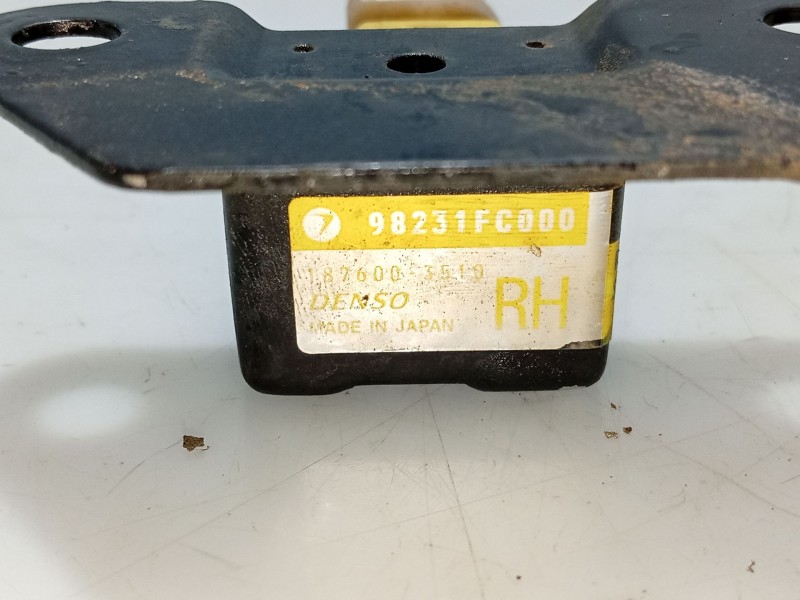 98231FC000
187600-3510
DENSO
MADE IN JAPAN
RH